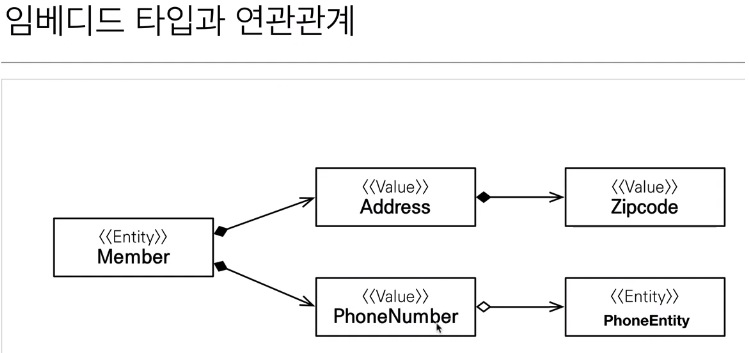 임베디드 타입과 연관관계
<<Value>>
Address
<<Value>>
Zipcode
<<Entity>>
Member
<<Value>>
PhoneNumber
<<Entity>>
PhoneEntity